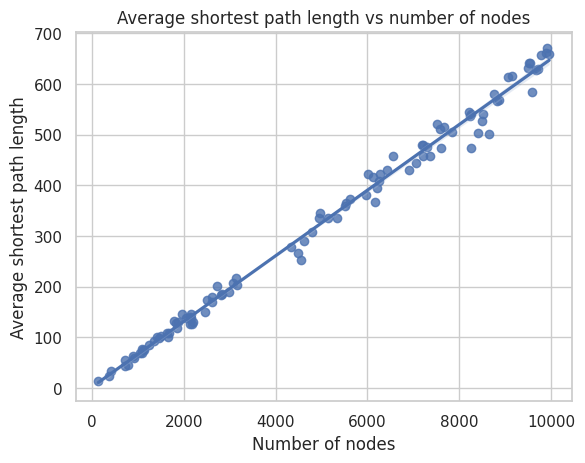 Average shortest path length vs number of nodes
700
600
500
400
300
200
100
0
Average shortest path length
0 2000 4000 6000 8000 10000
Number of nodes